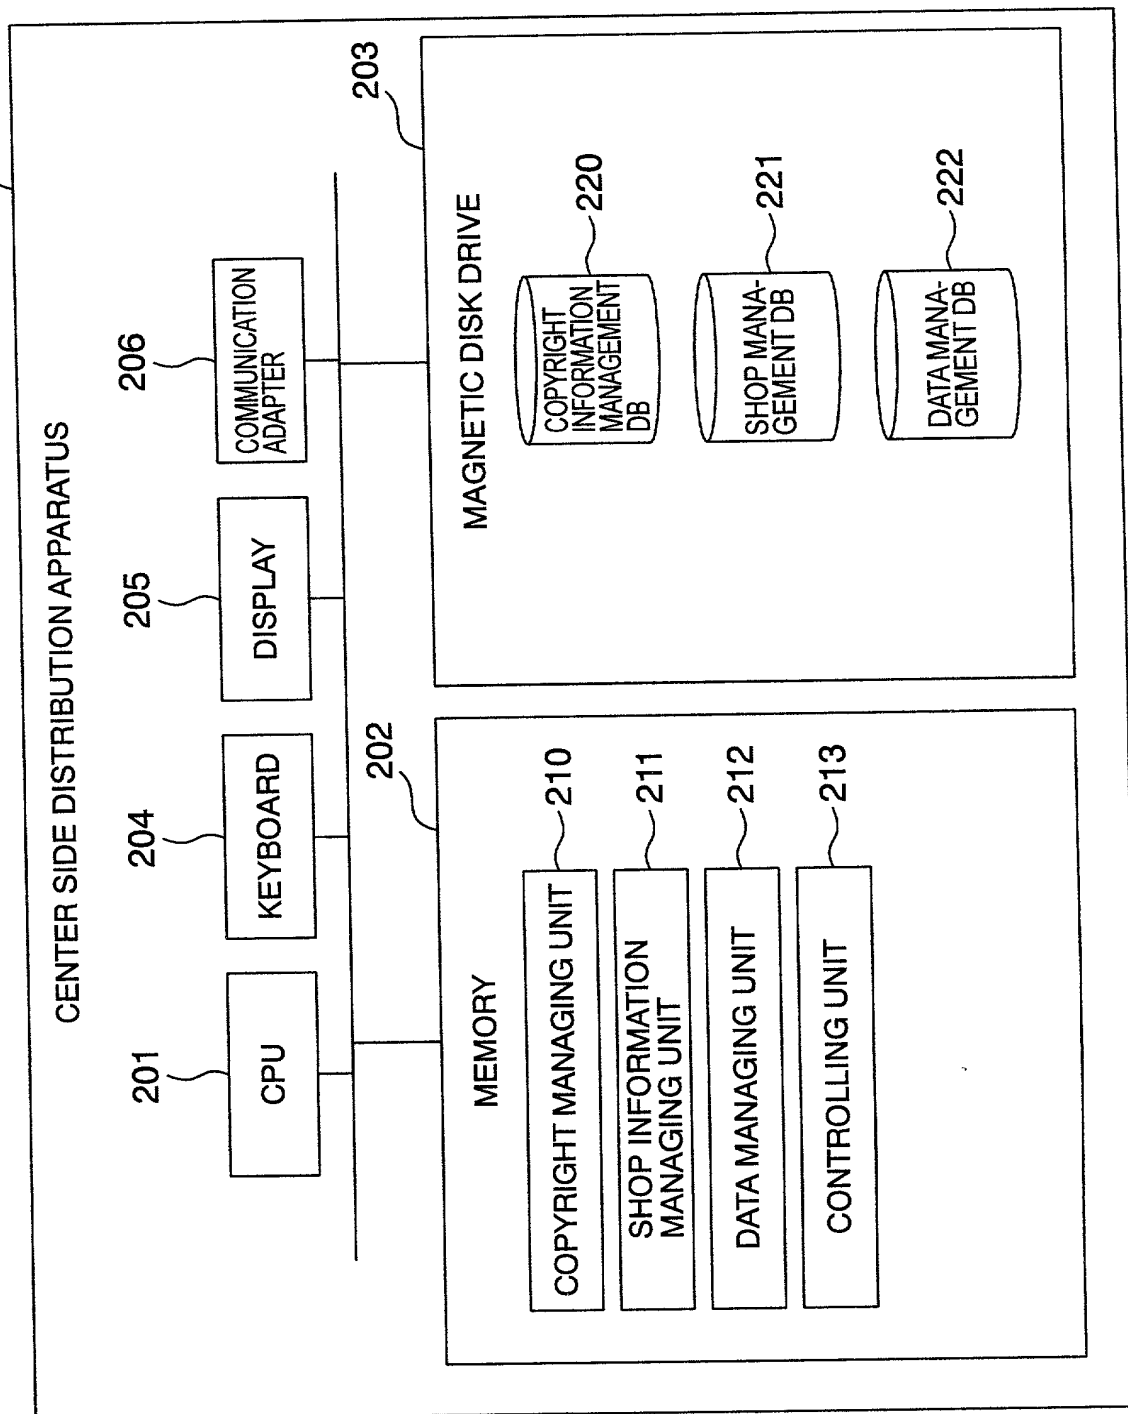 CENTER SIDE DISTRIBUTION APPARATUS
201
CPU
204
KEYBOARD
205
DISPLAY
206
COMMUNICATION
ADAPTER
202
MEMORY
COPYRIGHT MANAGING UNIT
210
SHOP INFORMATION
MANAGING UNIT
211
DATA MANAGING UNIT
212
CONTROLLING UNIT
213
203
MAGNETIC DISK DRIVE
COPYRIGHT
INFORMATION
MANAGEMENT
DB
220
SHOP MANA-
GEMENT DB
221
DATA MANA-
GEMENT DB
222